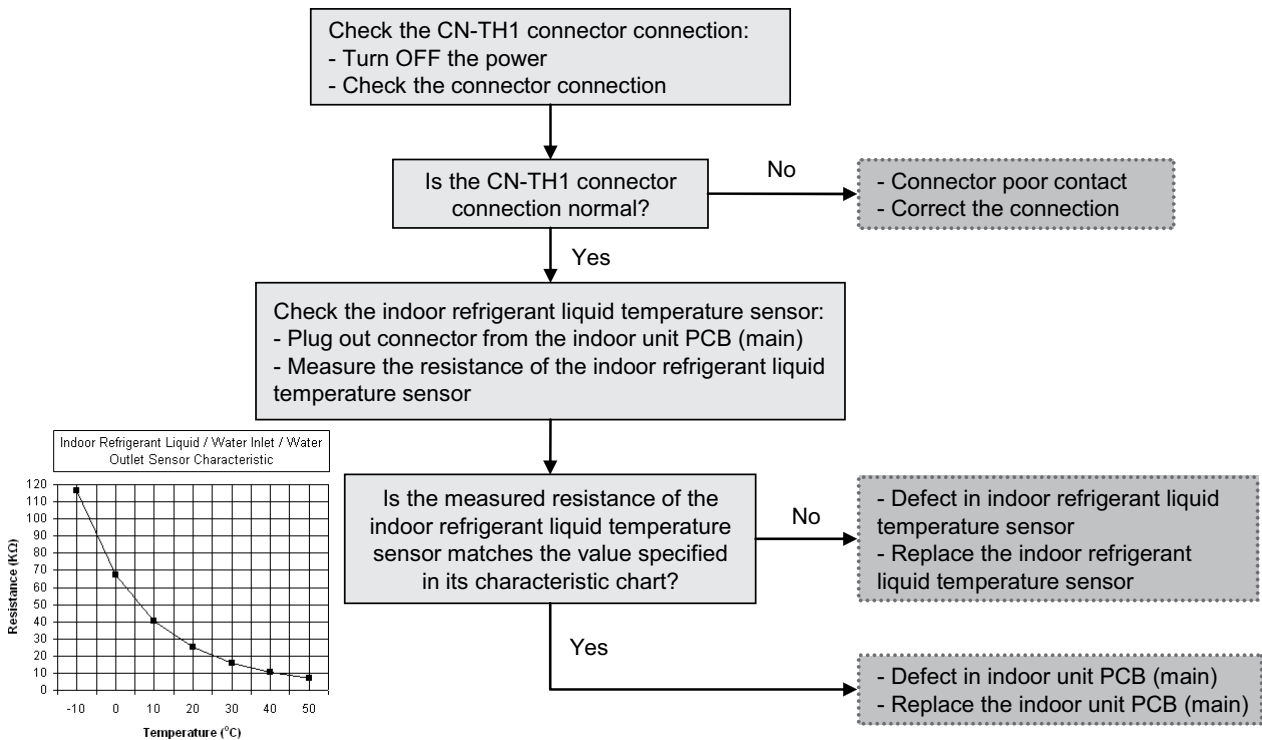 Check the CN-TH1 connector connection:
- Turn OFF the power
- Check the connector connection
Is the CN-TH1 connector
connection normal?
No
- Connector poor contact
- Correct the connection
Yes
Check the indoor refrigerant liquid temperature sensor:
- Plug out connector from the indoor unit PCB (main)
- Measure the resistance of the indoor refrigerant liquid
temperature sensor
Indoor Refrigerant Liquid / Water Inlet / Water
Outlet Sensor Characteristic
Resistance (KΩ)
120
110
100
90
80
70
60
50
40
30
20
10
0
-10 0 10 20 30 40 50
Temperature (°C)
Is the measured resistance of the
indoor refrigerant liquid temperature
sensor matches the value specified
in its characteristic chart?
No
- Defect in indoor refrigerant liquid
temperature sensor
- Replace the indoor refrigerant
liquid temperature sensor
Yes
- Defect in indoor unit PCB (main)
- Replace the indoor unit PCB (main)